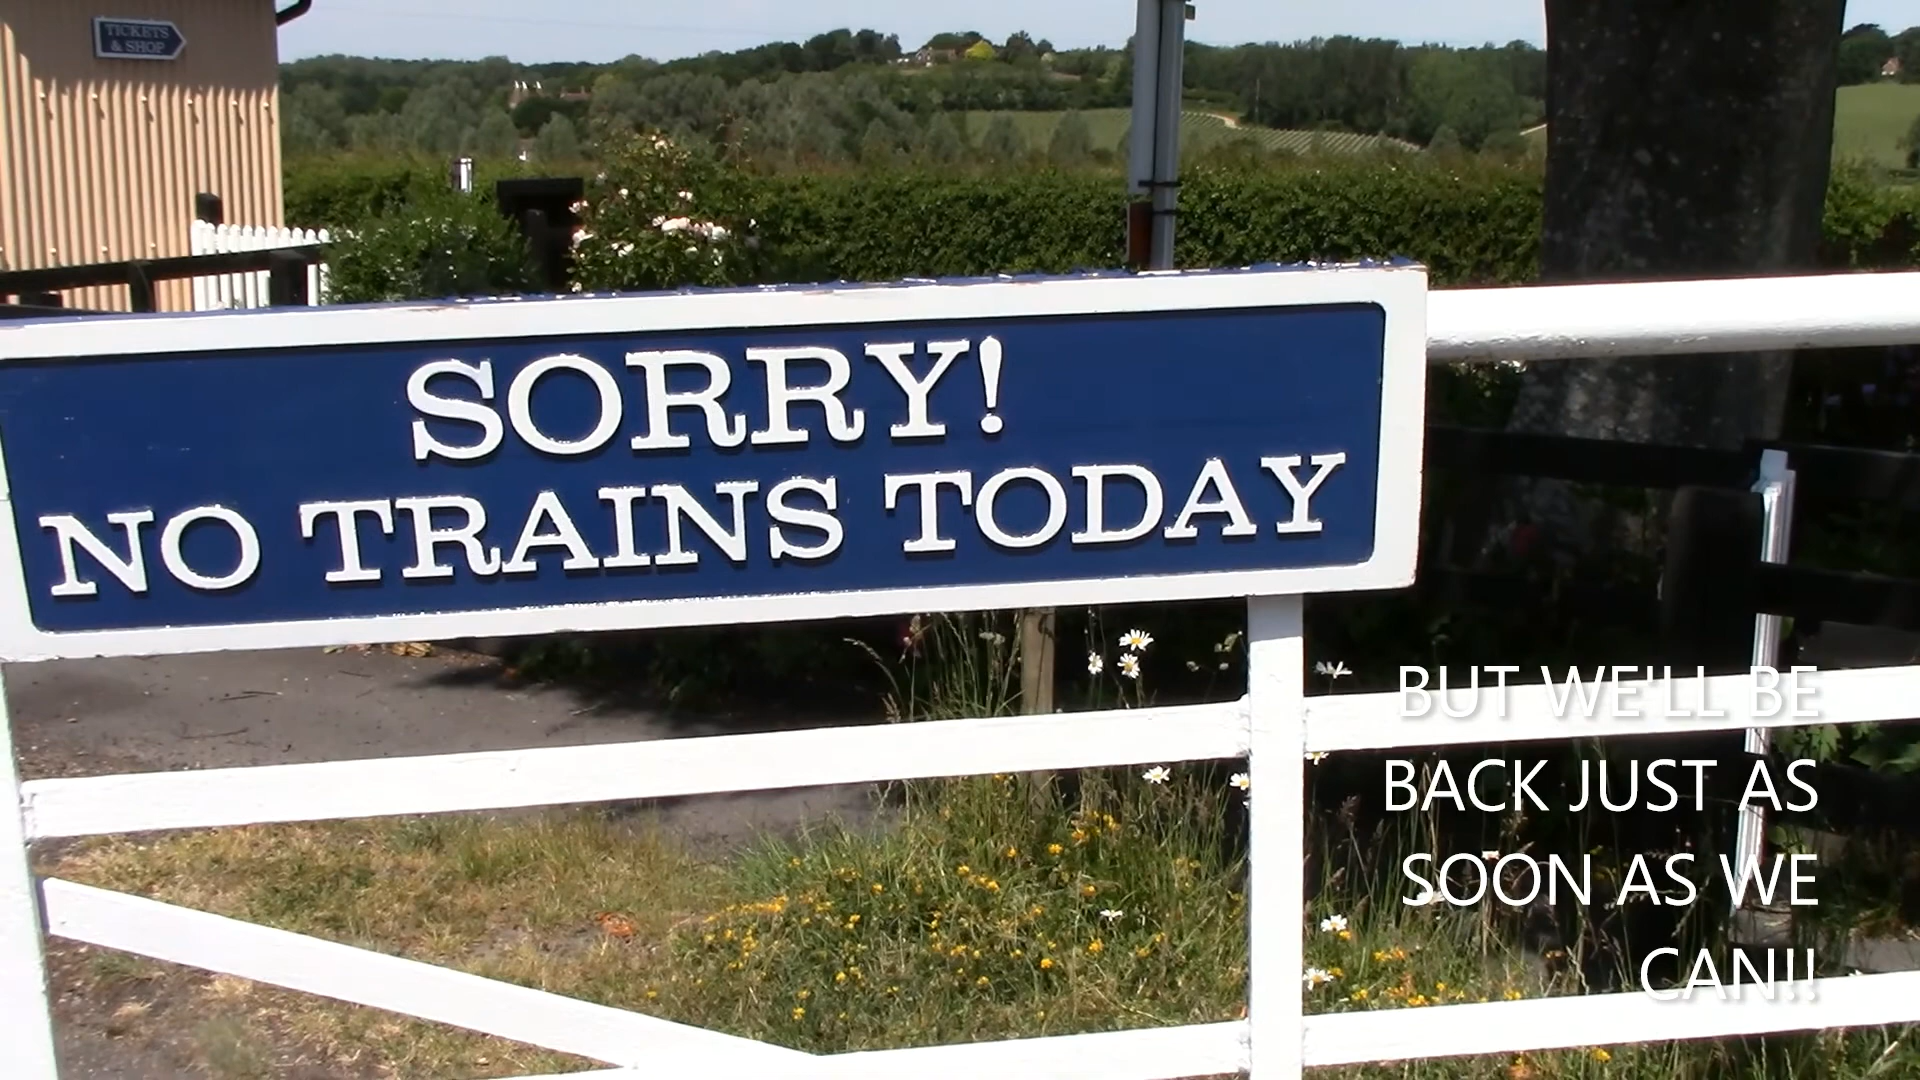 TICKETS
& SHOP
SORRY!
NO TRAINS TODAY
BUT WE'LL BE
BACK JUST AS
SOON AS WE
CAN!!